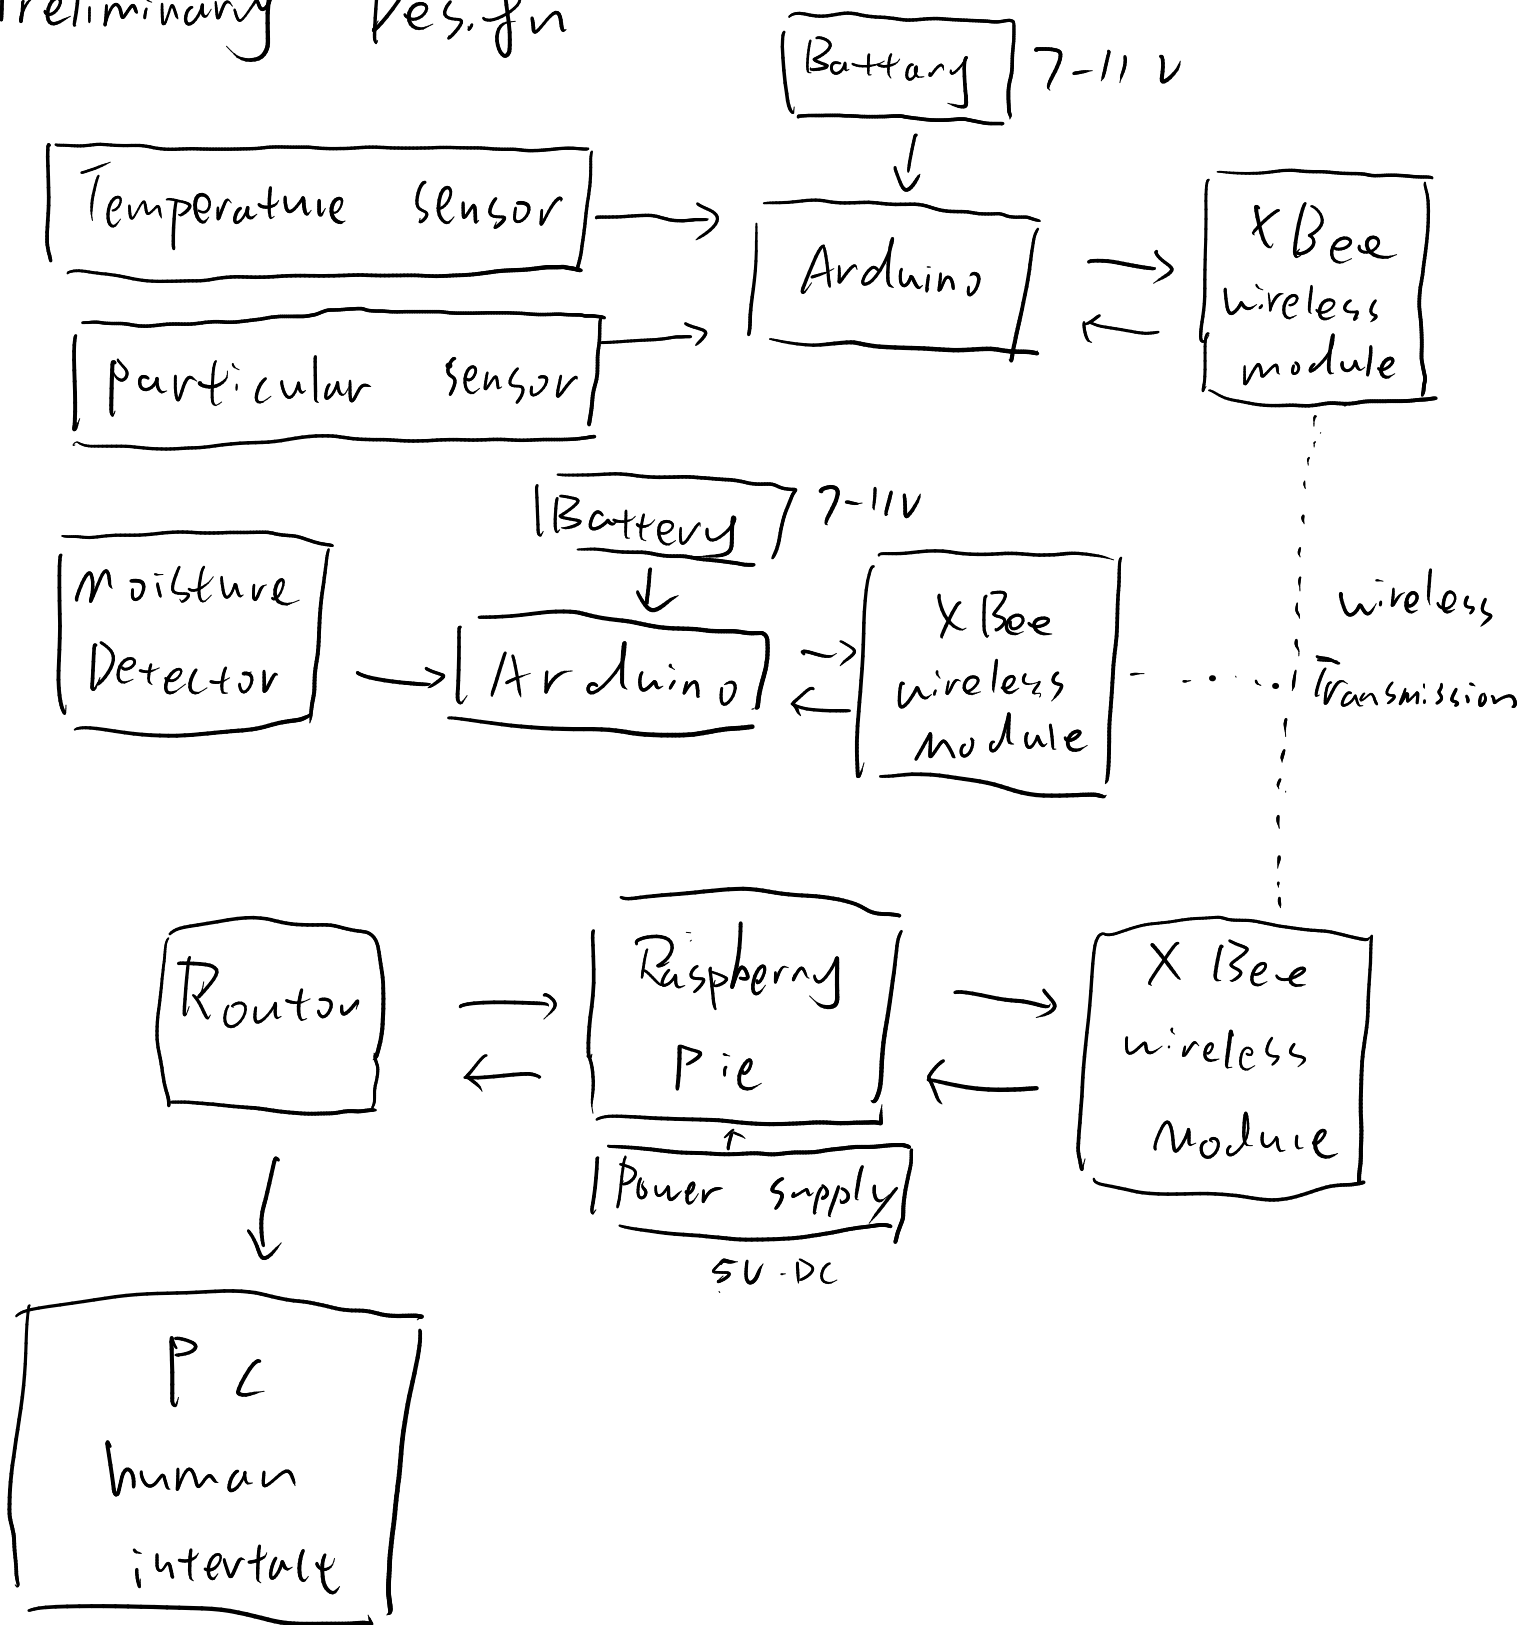 Preliminary Design
Battary 7-11 V
Temperature sensor
Arduino
XBee
wireless
module
particular sensor
Battery 7-11V
Moisture
Detector
Arduino
XBee
wireless
Module
wireless
Transmission
Routor
Raspberry
Pie
X Bee
wireless
Module
Power supply
5V-DC
PC
human
interface